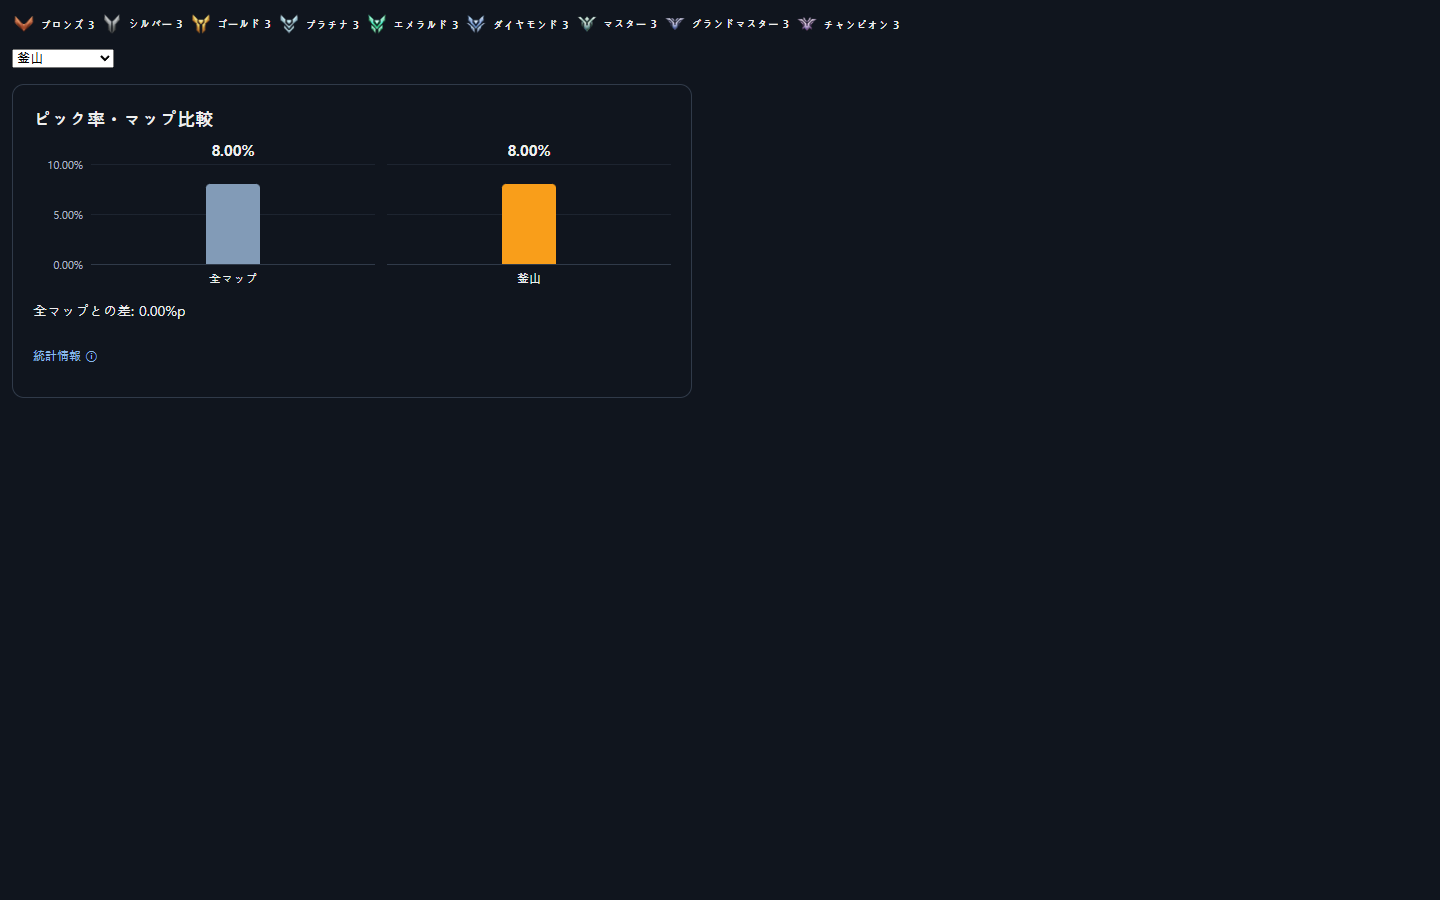 ブロンズ 3 シルバー 3 ゴールド 3 プラチナ 3 エメラルド 3 ダイヤモンド 3 マスター 3 グランドマスター 3 チャンピオン 3
釜山
ピック率・マップ比較
8.00% 8.00%
10.00%
5.00%
0.00%
全マップ 釜山
全マップとの差: 0.00%p
統計情報